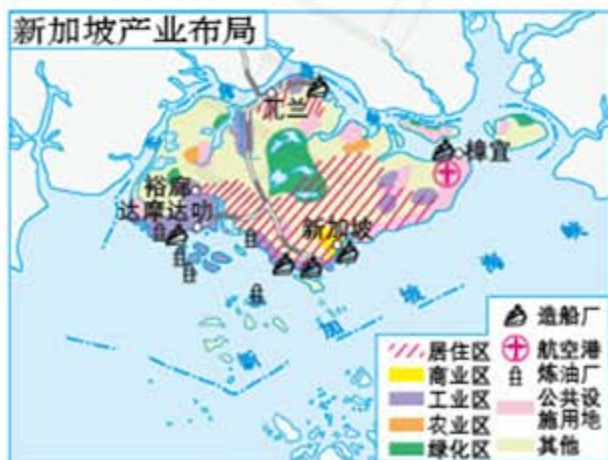 新加坡产业布局
兀兰
樟宜
裕廊
达摩达叻
新加坡
新加坡海峡
造船厂
居住区
航空港
商业区
炼油厂
工业区
公共设
施用地
农业区
绿化区
其他